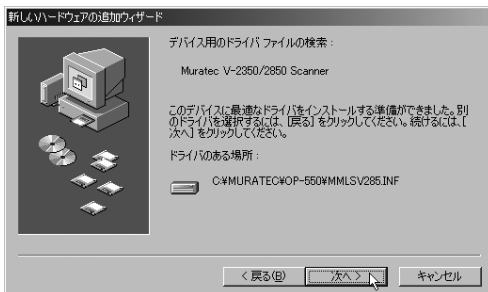 新しいハードウェアの追加ウィザード
デバイス用のドライバ ファイルの検索：
Muratec V-2350/2850 Scanner
このデバイスに最適なドライバをインストールする準備ができました。別
のドライバを選択するには、[戻る] をクリックしてください。続けるには、[
次へ] をクリックしてください。
ドライバのある場所：
C:¥MURATEC¥OP-550¥MMLSV285.INF
< 戻る(B)
次へ >
キャンセル